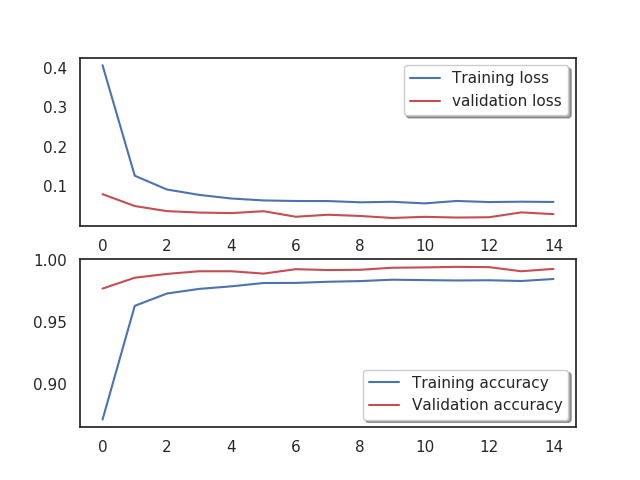 0.4
0.3
0.2
0.1
Training loss
validation loss
0 2 4 6 8 10 12 14
1.00
0.95
0.90
Training accuracy
Validation accuracy
0 2 4 6 8 10 12 14